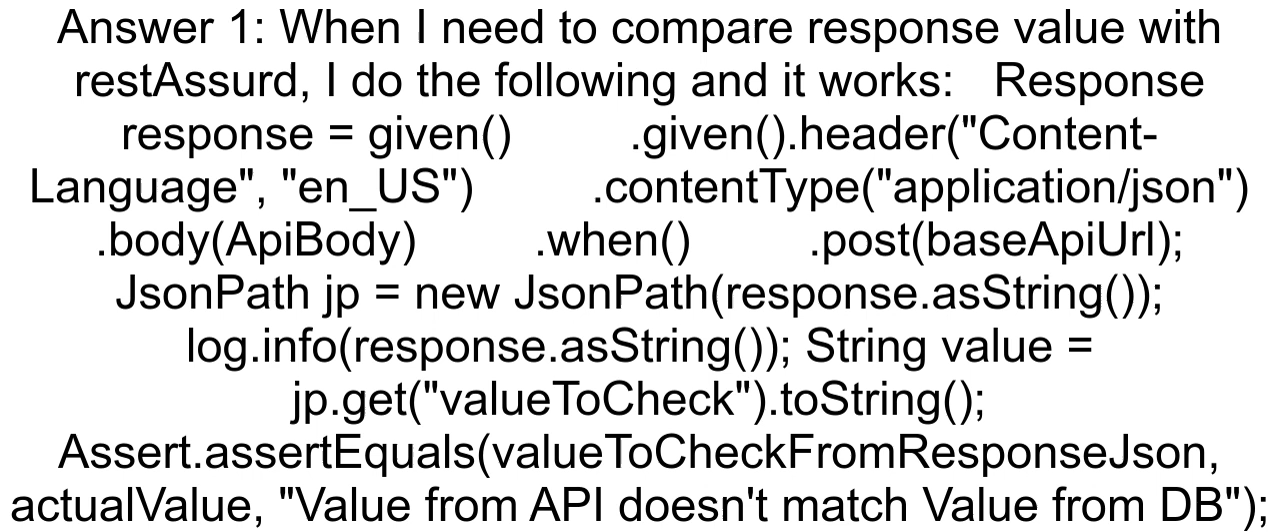 Answer 1: When I need to compare response value with
restAssurd, I do the following and it works:   Response
response = given()         .given().header("Content-
Language", "en_US")         .contentType("application/json")
.body(ApiBody)         .when()         .post(baseApiUrl);
JsonPath jp = new JsonPath(response.asString());
log.info(response.asString()); String value =
jp.get("valueToCheck").toString();
Assert.assertEquals(valueToCheckFromResponseJson,
actualValue, "Value from API doesn't match Value from DB");